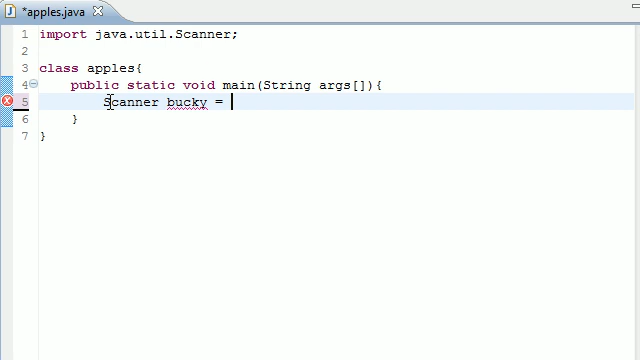 *apples.java
1 import java.util.Scanner;
2
3 class apples{
4 public static void main(String args[]){
5 Scanner bucky =
6 }
7 }